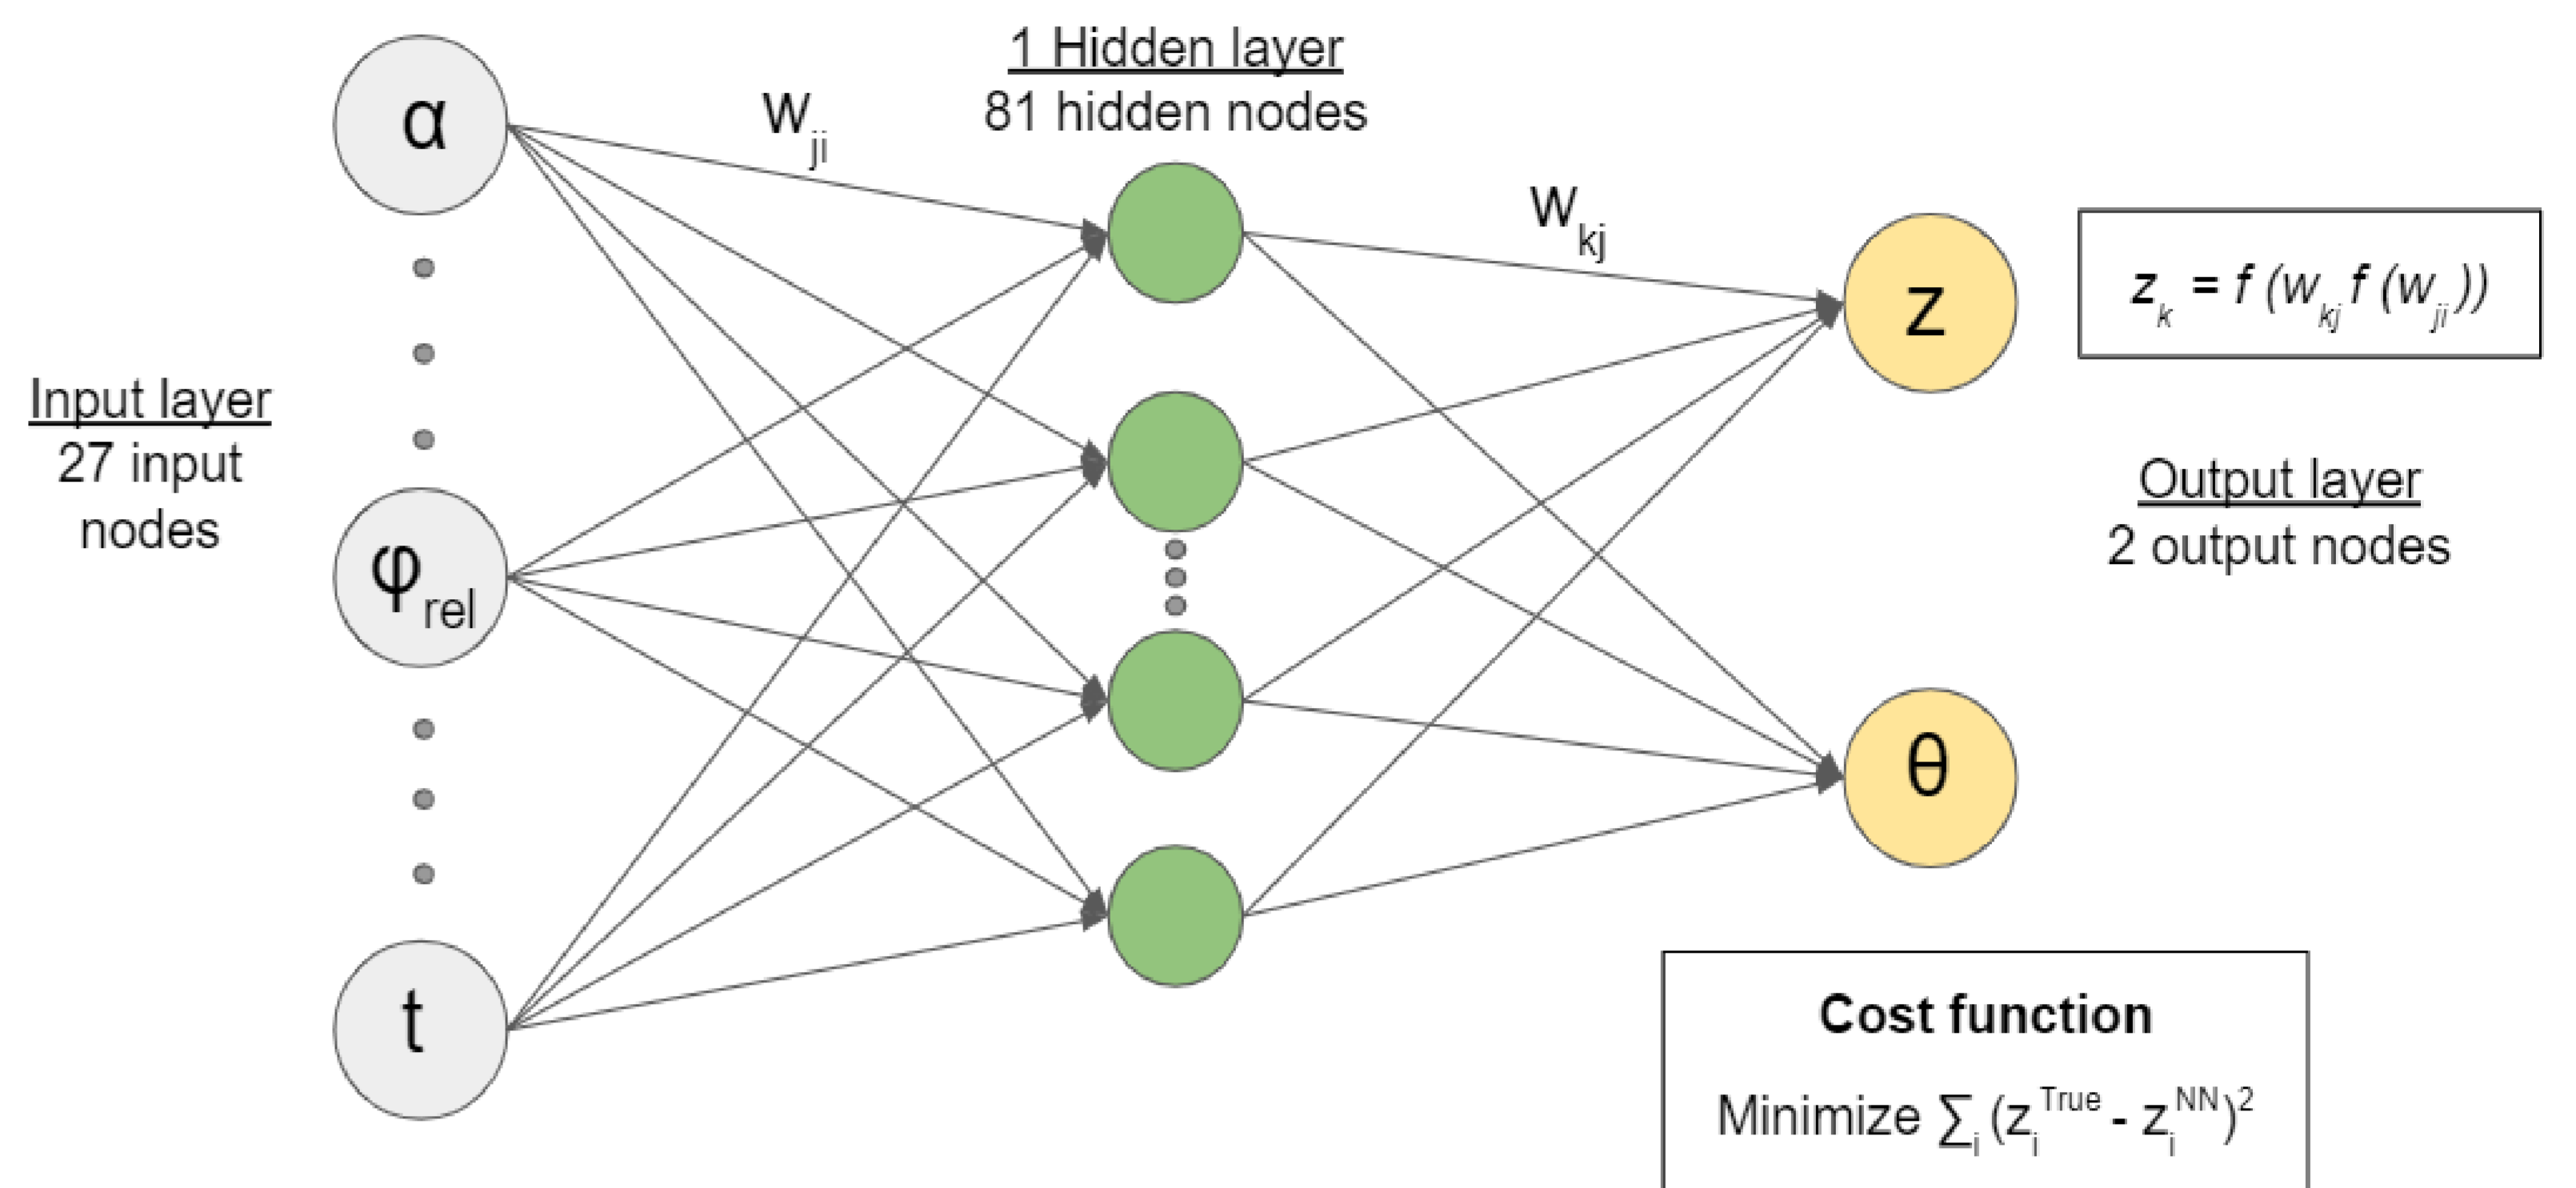 1 Hidden layer
81 hidden nodes
α
W_ji
W_kj
z
z_k = f (w_kj f (w_ji))
Input layer
27 input
nodes
φ_rel
Output layer
2 output nodes
θ
t
Cost function
Minimize ∑_i (z_i^True - z_i^NN)^2